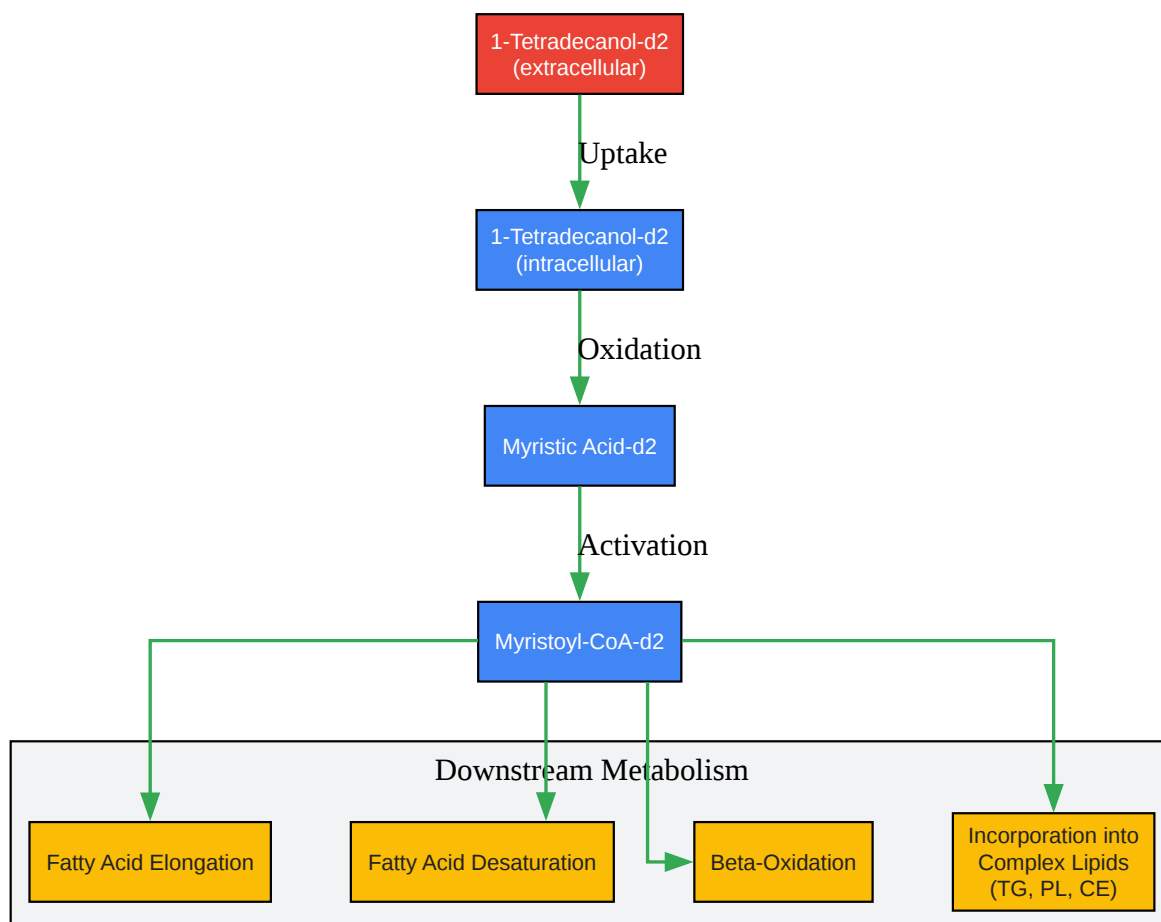 1-Tetradecanol-d2
(extracellular)
Uptake
1-Tetradecanol-d2
(intracellular)
Oxidation
Myristic Acid-d2
Activation
Myristoyl-CoA-d2
Downstream Metabolism
Fatty Acid Elongation
Fatty Acid Desaturation
Beta-Oxidation
Incorporation into
Complex Lipids
(TG, PL, CE)